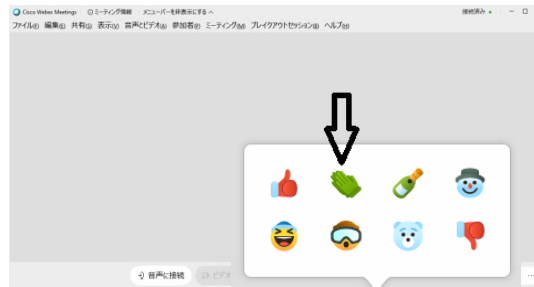 Cisco Webex Meetings ミーティング情報 メニューバーを非表示にする 接続済み
ファイル(F) 編集(E) 共有(S) 表示(V) 音声とビデオ(A) 参加者(P) ミーティング(M) ブレイクアウトセッション(B) ヘルプ(H)
音声に接続 ビデオ